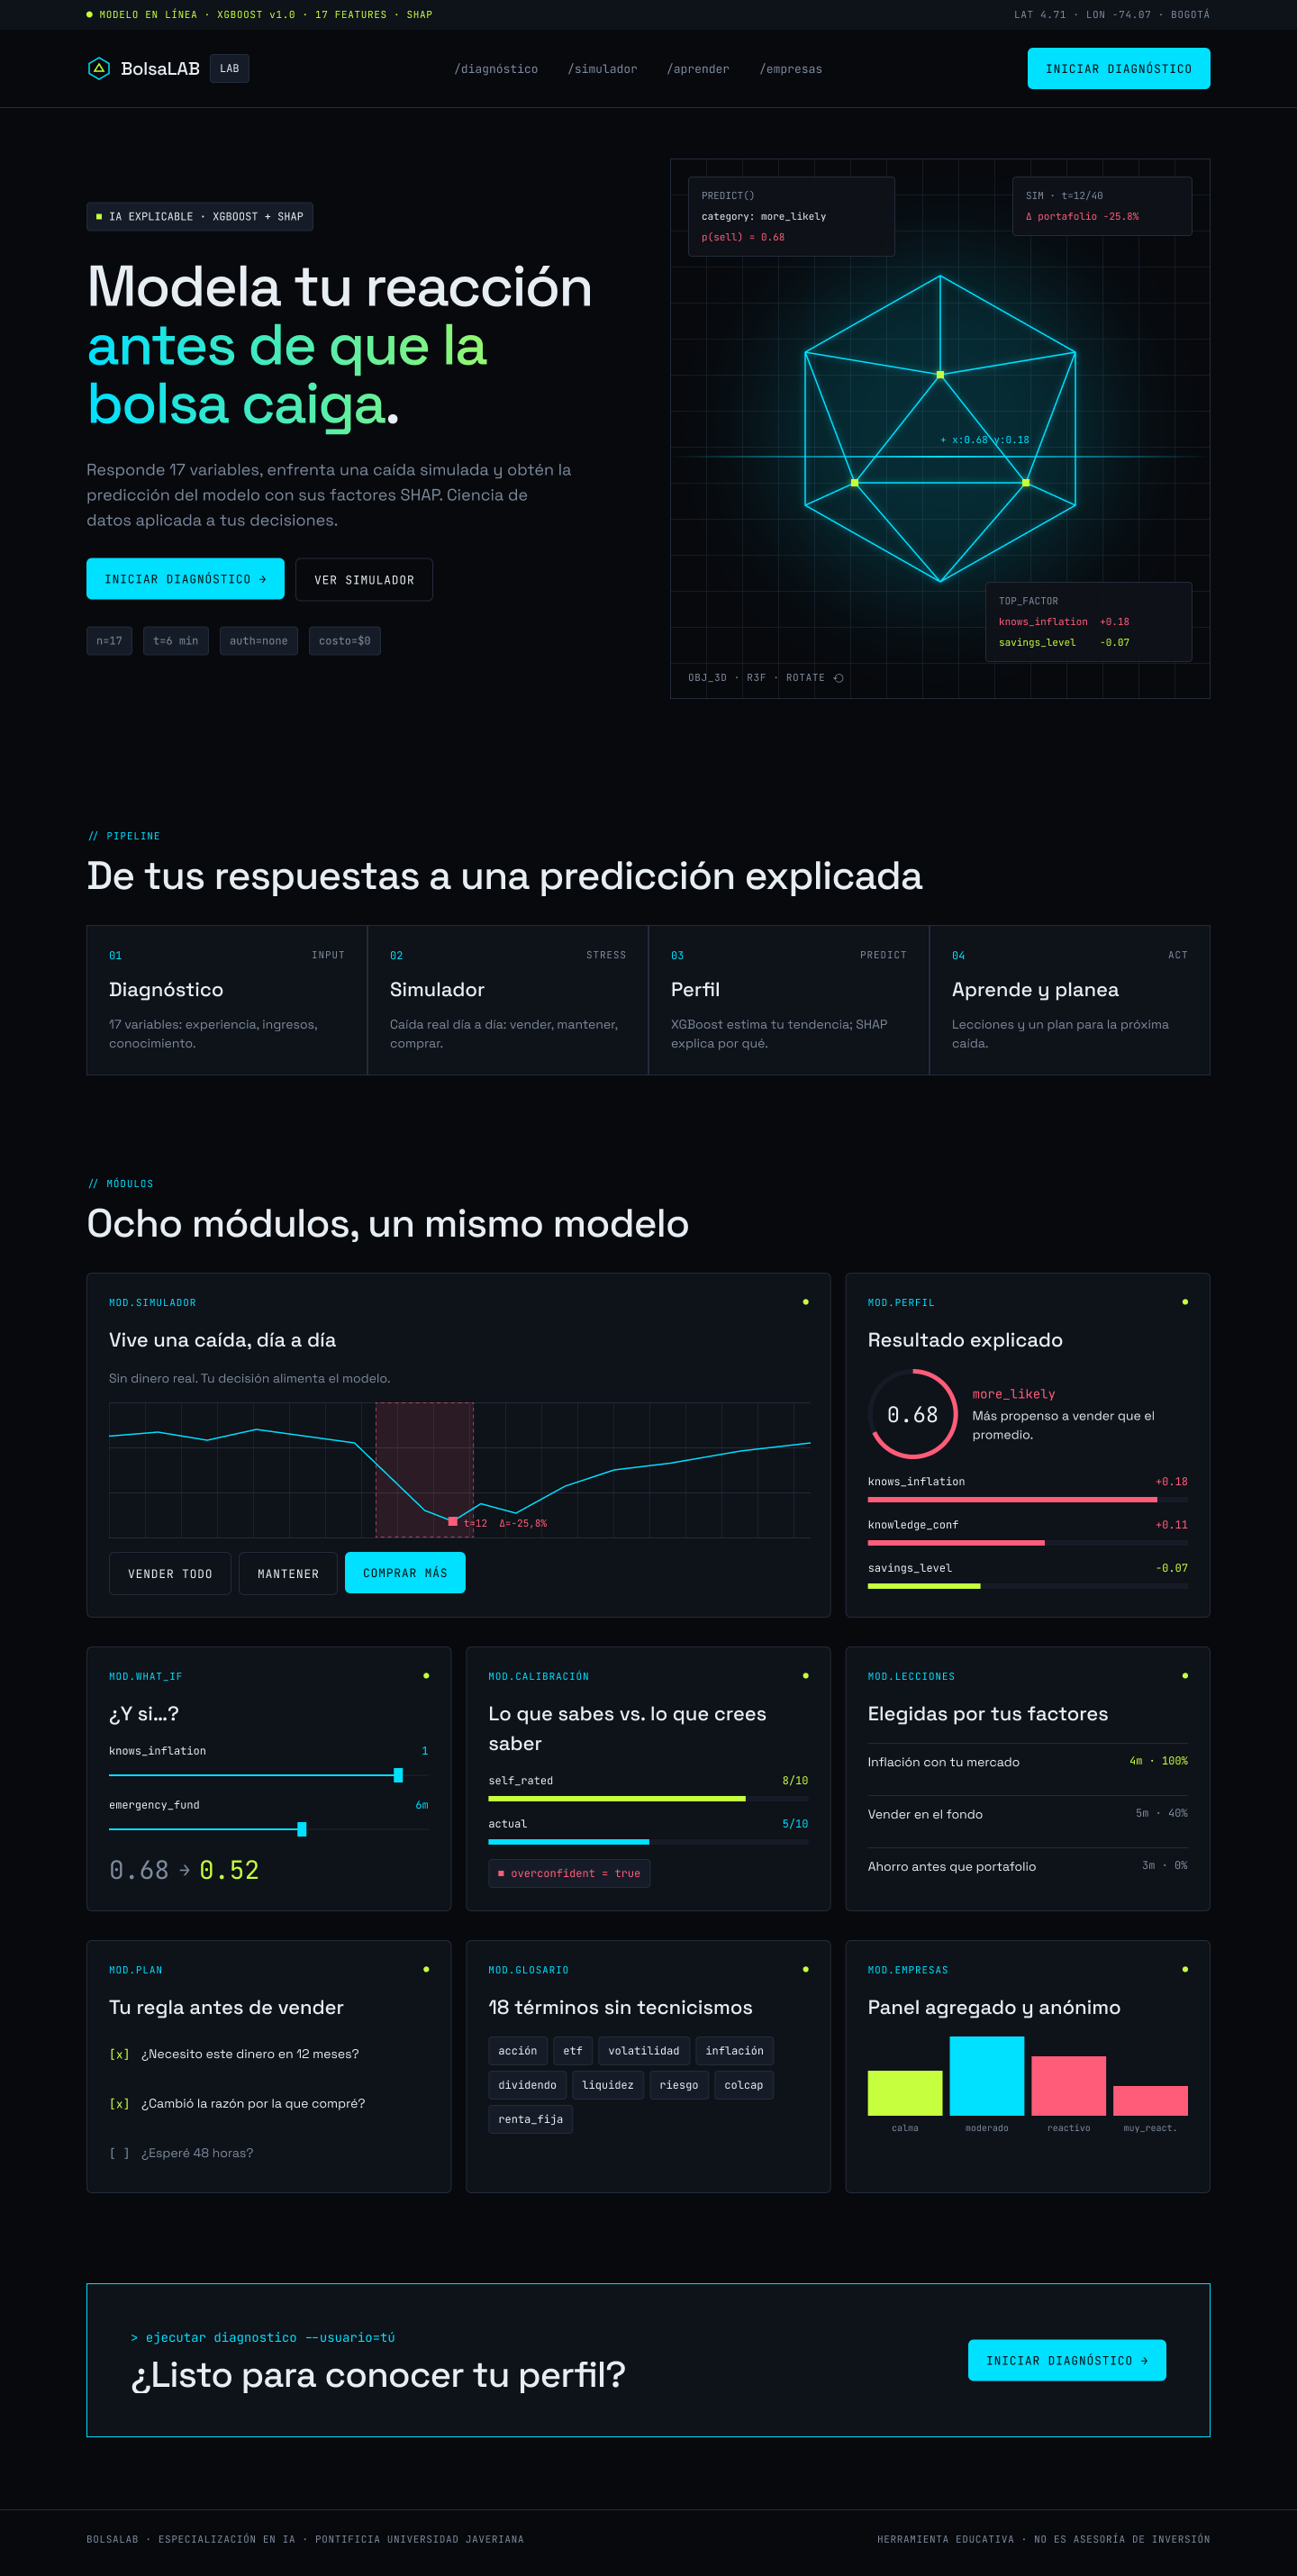 MODELO EN LÍNEA · XGBOOST v1.0 · 17 FEATURES · SHAP
LAT 4.71 · LON -74.07 · BOGOTÁ
BolsaLAB
LAB
/diagnóstico
/simulador
/aprender
/empresas
INICIAR DIAGNÓSTICO
IA EXPLICABLE · XGBOOST + SHAP
Modela tu reacción
antes de que la
bolsa caiga.
Responde 17 variables, enfrenta una caída simulada y obtén la
predicción del modelo con sus factores SHAP. Ciencia de
datos aplicada a tus decisiones.
INICIAR DIAGNÓSTICO →
VER SIMULADOR
n=17
t=6 min
auth=none
costo=$0
PREDICT()
category: more_likely
p(sell) = 0.68
SIM · t=12/40
Δ portafolio -25.8%
+ x:0.68 y:0.18
TOP_FACTOR
knows_inflation +0.18
savings_level -0.07
OBJ_3D · R3F · ROTATE
// PIPELINE
De tus respuestas a una predicción explicada
01
INPUT
Diagnóstico
17 variables: experiencia, ingresos,
conocimiento.
02
STRESS
Simulador
Caída real día a día: vender, mantener,
comprar.
03
PREDICT
Perfil
XGBoost estima tu tendencia; SHAP
explica por qué.
04
ACT
Aprende y planea
Lecciones y un plan para la próxima
caída.
// MÓDULOS
Ocho módulos, un mismo modelo
MOD.SIMULADOR
Vive una caída, día a día
Sin dinero real. Tu decisión alimenta el modelo.
t=12 Δ=-25,8%
VENDER TODO
MANTENER
COMPRAR MÁS
MOD.PERFIL
Resultado explicado
0.68
more_likely
Más propenso a vender que el
promedio.
knows_inflation
+0.18
knowledge_conf
+0.11
savings_level
-0.07
MOD.WHAT_IF
¿Y si…?
knows_inflation
1
emergency_fund
6m
0.68 → 0.52
MOD.CALIBRACIÓN
Lo que sabes vs. lo que crees
saber
self_rated
8/10
actual
5/10
overconfident = true
MOD.LECCIONES
Elegidas por tus factores
Inflación con tu mercado
4m · 100%
Vender en el fondo
5m · 40%
Ahorro antes que portafolio
3m · 0%
MOD.PLAN
Tu regla antes de vender
[x] ¿Necesito este dinero en 12 meses?
[x] ¿Cambió la razón por la que compré?
[ ] ¿Esperé 48 horas?
MOD.GLOSARIO
18 términos sin tecnicismos
acción
etf
volatilidad
inflación
dividendo
liquidez
riesgo
colcap
renta_fija
MOD.EMPRESAS
Panel agregado y anónimo
calma
moderado
reactivo
muy_react.
> ejecutar diagnostico --usuario=tú
¿Listo para conocer tu perfil?
INICIAR DIAGNÓSTICO →
BOLSALAB · ESPECIALIZACIÓN EN IA · PONTIFICIA UNIVERSIDAD JAVERIANA
HERRAMIENTA EDUCATIVA · NO ES ASESORÍA DE INVERSIÓN